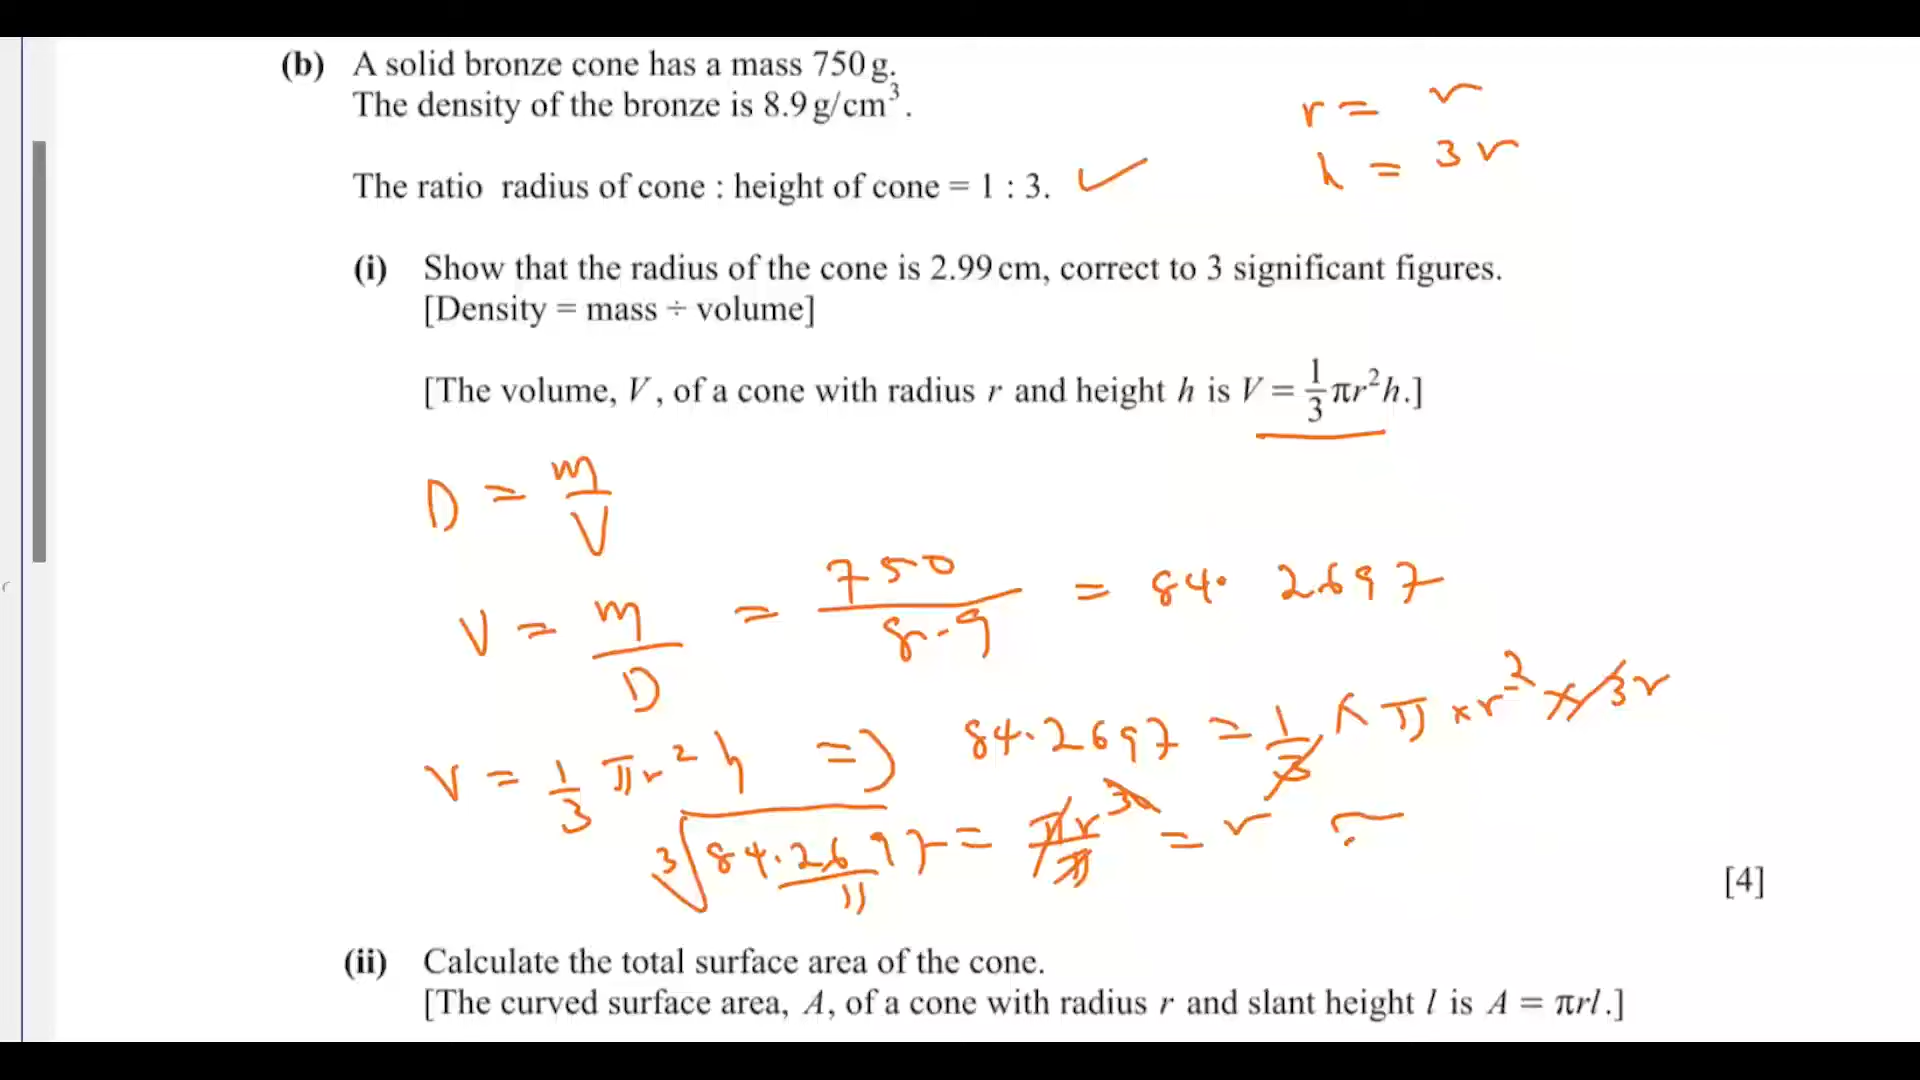 (b) A solid bronze cone has a mass 750 g.
The density of the bronze is 8.9 g/cm³.
r = r
h = 3r
The ratio radius of cone : height of cone = 1 : 3. ✓
(i) Show that the radius of the cone is 2.99 cm, correct to 3 significant figures.
[Density = mass ÷ volume]
[The volume, V, of a cone with radius r and height h is V = 1/3 πr²h.]
D = m/V
V = m/D = 750/8.9 = 84.2697
V = 1/3 πr²h => 84.2697 = 1/3 × π × r² × 3r
∛(84.2697/π) = πr³/π = r
[4]
(ii) Calculate the total surface area of the cone.
[The curved surface area, A, of a cone with radius r and slant height l is A = πrl.]